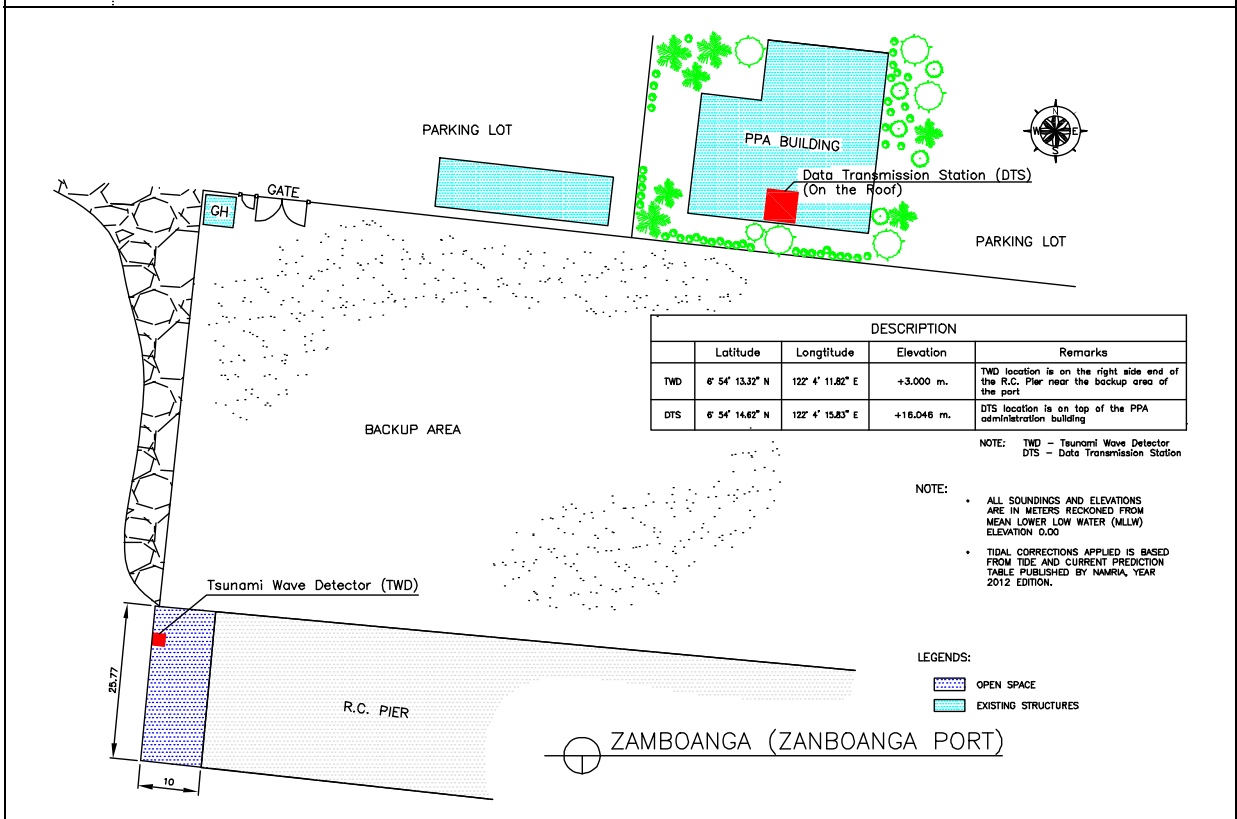 PARKING LOT
PPA BUILDING
N
W
E
S
Data Transmission Station (DTS)
(On the Roof)
GATE
GH
PARKING LOT
DESCRIPTION
Latitude Longtitude Elevation Remarks
TWD 6° 54' 13.32" N 122° 4' 11.82" E +3.000 m. TWD location is on the right side end of
the R.C. Pier near the backup area of
the port
DTS 6° 54' 14.62" N 122° 4' 15.83" E +16.046 m. DTS location is on top of the PPA
administration building
BACKUP AREA
NOTE: TWD - Tsunami Wave Detector
DTS - Data Transmission Station
NOTE:
• ALL SOUNDINGS AND ELEVATIONS
ARE IN METERS RECKONED FROM
MEAN LOWER LOW WATER (MLLW)
ELEVATION 0.00
• TIDAL CORRECTIONS APPLIED IS BASED
FROM TIDE AND CURRENT PREDICTION
TABLE PUBLISHED BY NAMRIA, YEAR
2012 EDITION.
Tsunami Wave Detector (TWD)
25.77
R.C. PIER
10
LEGENDS:
OPEN SPACE
EXISTING STRUCTURES
ZAMBOANGA (ZANBOANGA PORT)